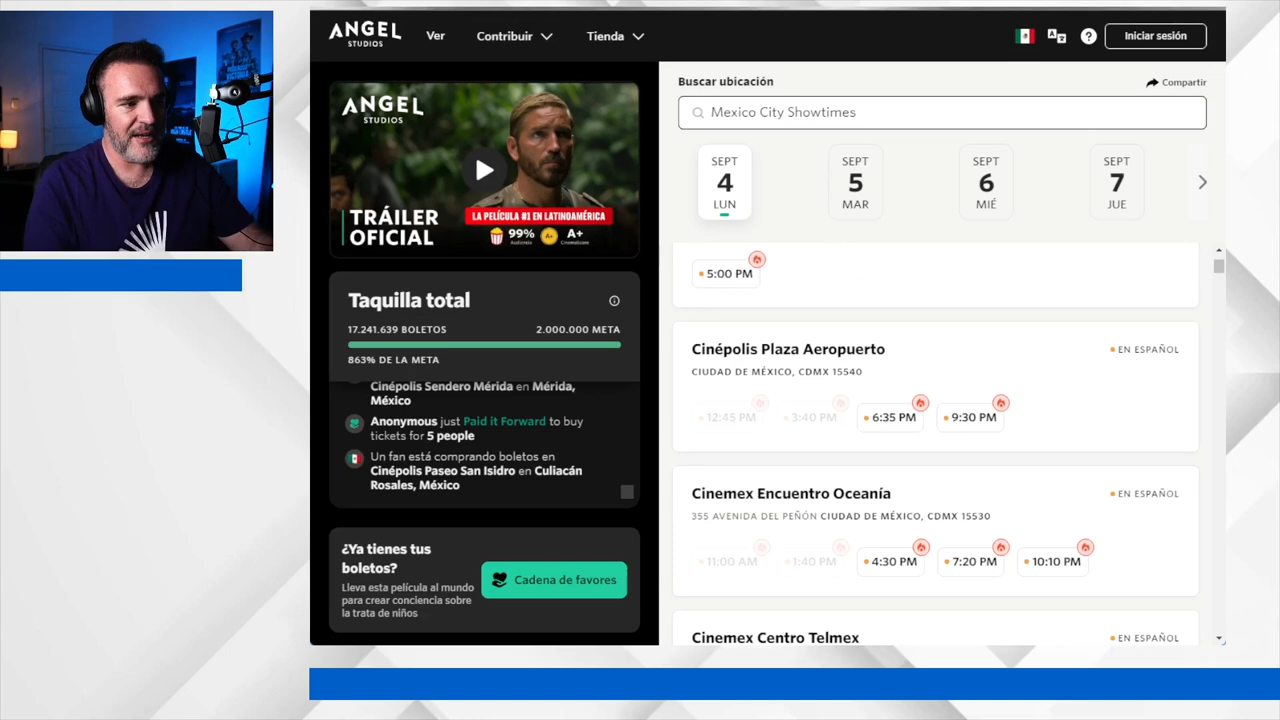 ANGEL
STUDIOS
Ver
Contribuir
Tienda
Iniciar sesión
ANGEL
STUDIOS
TRÁILER
OFICIAL
LA PELÍCULA #1 EN LATINOAMÉRICA
99%
Audiencia
A+
A+
CinemaScore
Taquilla total
17.241.639 BOLETOS
2.000.000 META
863% DE LA META
Cinépolis Sendero Mérida en Mérida,
México
Anonymous just Paid it Forward to buy
tickets for 5 people
Un fan está comprando boletos en
Cinépolis Paseo San Isidro en Culiacán
Rosales, México
¿Ya tienes tus
boletos?
Lleva esta película al mundo
para crear conciencia sobre
la trata de niños
Cadena de favores
Buscar ubicación
Compartir
Mexico City Showtimes
SEPT
4
LUN
SEPT
5
MAR
SEPT
6
MIÉ
SEPT
7
JUE
5:00 PM
Cinépolis Plaza Aeropuerto
EN ESPAÑOL
CIUDAD DE MÉXICO, CDMX 15540
12:45 PM
3:40 PM
6:35 PM
9:30 PM
Cinemex Encuentro Oceanía
EN ESPAÑOL
355 AVENIDA DEL PEÑÓN CIUDAD DE MÉXICO, CDMX 15530
11:00 AM
1:40 PM
4:30 PM
7:20 PM
10:10 PM
Cinemex Centro Telmex
EN ESPAÑOL